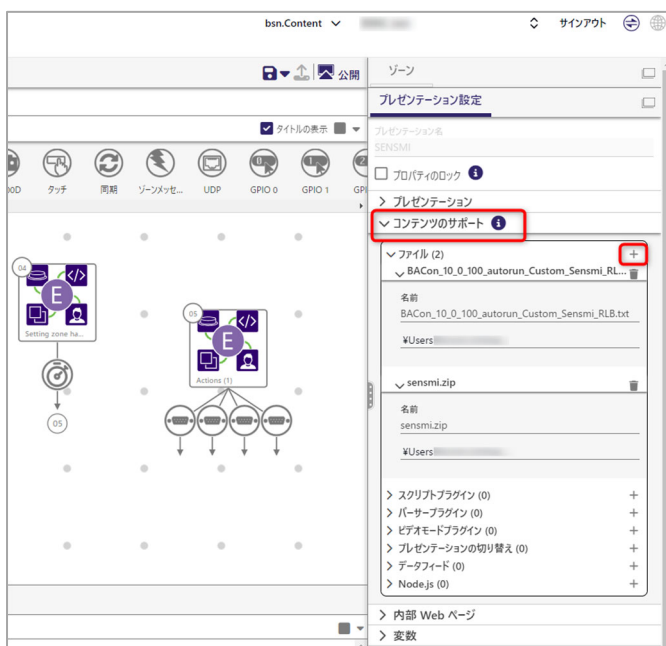 bsn.Content
サインアウト
公開
ゾーン
プレゼンテーション設定
タイトルの表示
プレゼンテーション名
SENSMI
プロパティのロック
タッチ
同期
ゾーンメッセ...
UDP
GPIO 0
GPIO 1
プレゼンテーション
コンテンツのサポート
ファイル (2)
BACon_10_0_100_autorun_Custom_Sensmi_RL...
名前
BACon_10_0_100_autorun_Custom_Sensmi_RLB.txt
¥Users
sensmi.zip
名前
sensmi.zip
¥Users
04
E
Setting zone ha...
05
05
E
Actions (1)
スクリプトプラグイン (0)
パーサープラグイン (0)
ビデオモードプラグイン (0)
プレゼンテーションの切り替え (0)
データフィード (0)
Node.js (0)
内部 Web ページ
変数